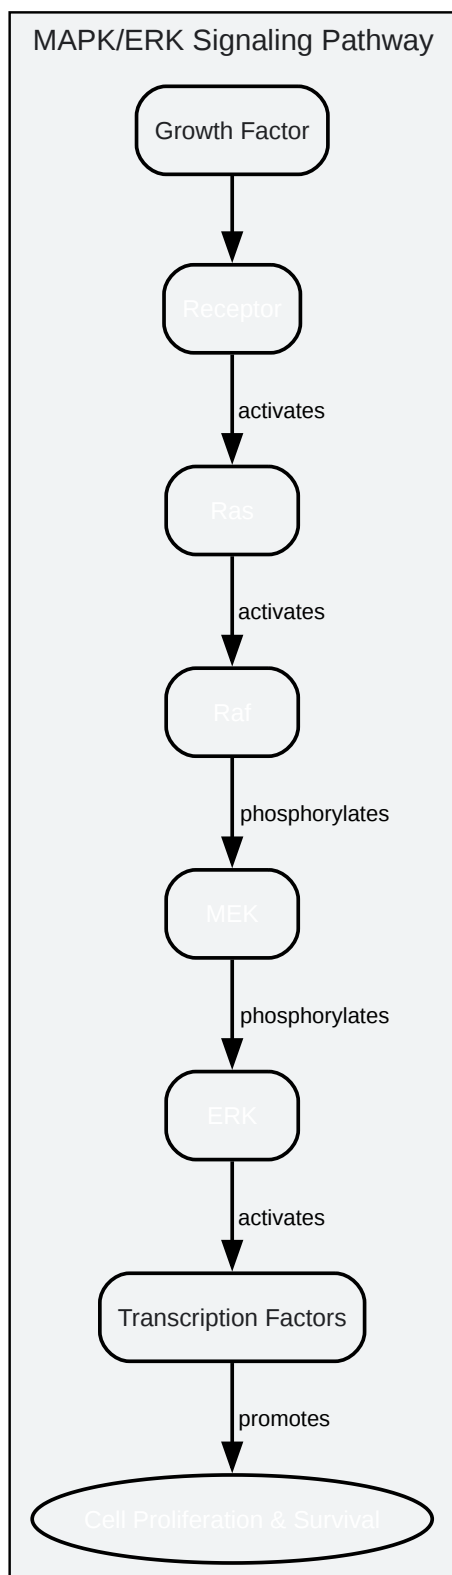 MAPK/ERK Signaling Pathway
Growth Factor
Receptor
activates
Ras
activates
Raf
phosphorylates
MEK
phosphorylates
ERK
activates
Transcription Factors
promotes
Cell Proliferation & Survival